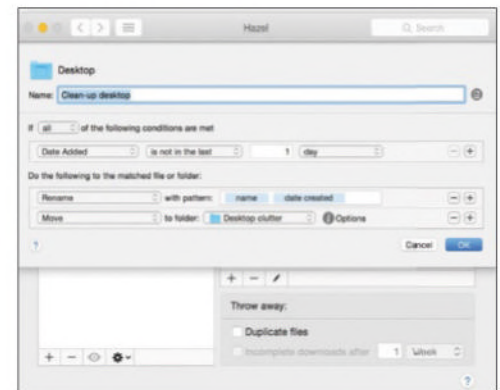 Hazel
Search
Desktop
Name: Clean-up desktop
If all of the following conditions are met
Date Added is not in the last 1 day
Do the following to the matched file or folder:
Rename with pattern: name date created
Move to folder: Desktop clutter Options
? Cancel OK
Throw away:
Duplicate files
Incomplete downloads after 1 Week
?